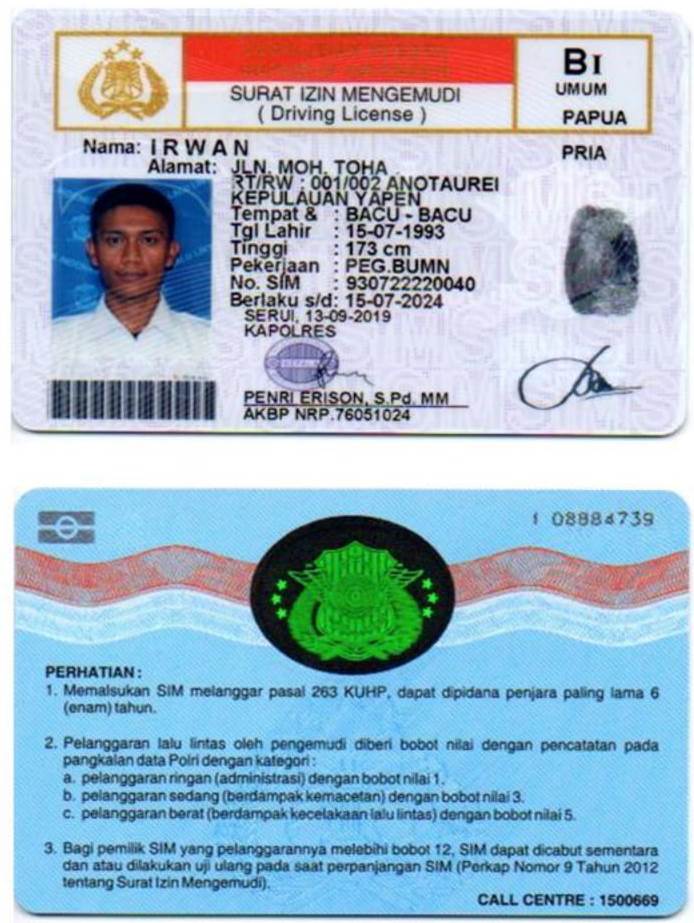 SURAT IZIN MENGEMUDI
( Driving License )
BI
UMUM
PAPUA
Nama: IRWAN
PRIA
Alamat: JLN. MOH. TOHA
RT/RW : 001/002 ANOTAUREI
KEPULAUAN YAPEN
Tempat & : BACU - BACU
Tgl Lahir : 15-07-1993
Tinggi : 173 cm
Pekerjaan : PEG.BUMN
No. SIM : 930722220040
Berlaku s/d: 15-07-2024
SERUI, 13-09-2019
KAPOLRES
PENRI ERISON, S.Pd. MM
AKBP NRP.76051024
1 08884739
PERHATIAN :
1. Memalsukan SIM melanggar pasal 263 KUHP, dapat dipidana penjara paling lama 6
(enam) tahun.
2. Pelanggaran lalu lintas oleh pengemudi diberi bobot nilai dengan pencatatan pada
pangkalan data Polri dengan kategori :
a. pelanggaran ringan (administrasi) dengan bobot nilai 1.
b. pelanggaran sedang (berdampak kemacetan) dengan bobot nilai 3.
c. pelanggaran berat (berdampak kecelakaan lalu lintas) dengan bobot nilai 5.
3. Bagi pemilik SIM yang pelanggarannya melebihi bobot 12, SIM dapat dicabut sementara
dan atau dilakukan uji ulang pada saat perpanjangan SIM (Perkap Nomor 9 Tahun 2012
tentang Surat Izin Mengemudi).
CALL CENTRE : 1500669